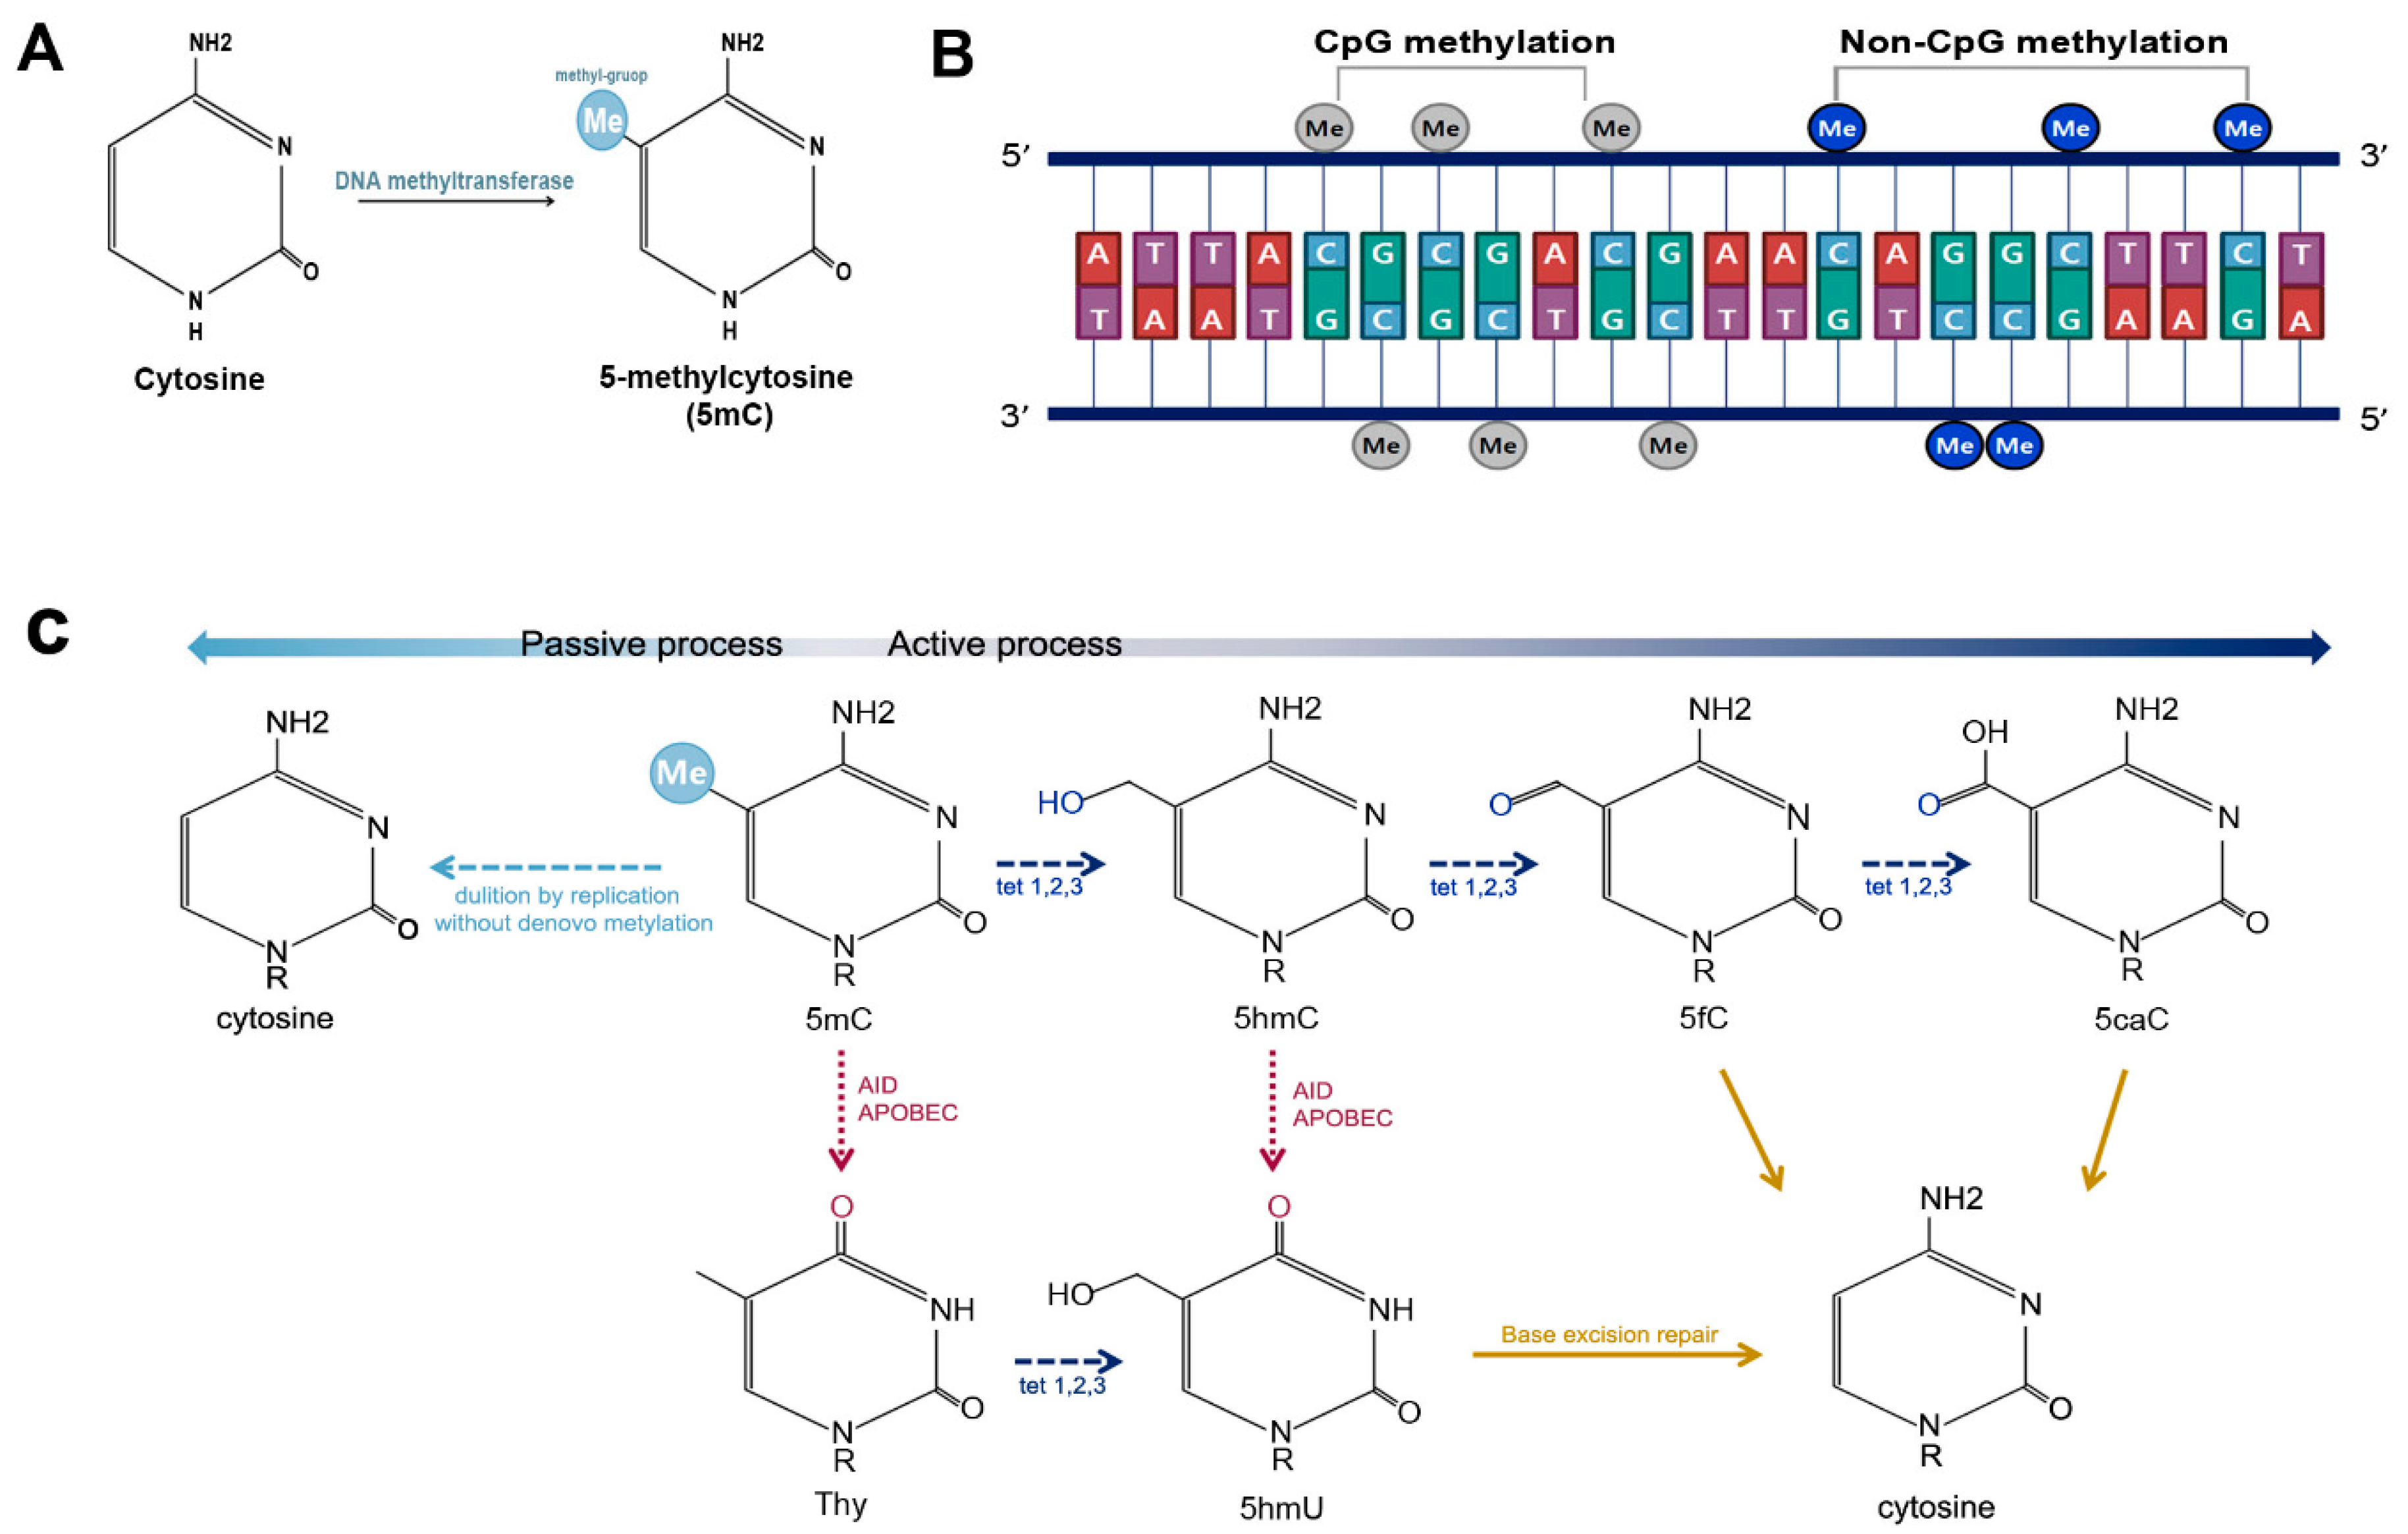 A
NH2
N
O
N
H
Cytosine
DNA methyltransferase
methyl-gruop
Me
NH2
N
O
N
H
5-methylcytosine
(5mC)
B
CpG methylation
Non-CpG methylation
Me Me Me Me Me Me
5’ 3’
A T T A C G C G A C G A A C A G G C T T C T
T A A T G C G C T G C T T G T C C G A A G A
3’ 5’
Me Me Me Me Me
C
Passive process Active process
NH2
N
O
N
R
cytosine
dulition by replication
without denovo metylation
Me
NH2
N
O
N
R
5mC
tet 1,2,3
HO
NH2
N
O
N
R
5hmC
tet 1,2,3
O
NH2
N
O
N
R
5fC
tet 1,2,3
OH
O
NH2
N
O
N
R
5caC
AID
APOBEC
AID
APOBEC
O
NH
O
N
R
Thy
tet 1,2,3
HO
O
NH
O
N
R
5hmU
Base excision repair
NH2
N
O
N
R
cytosine